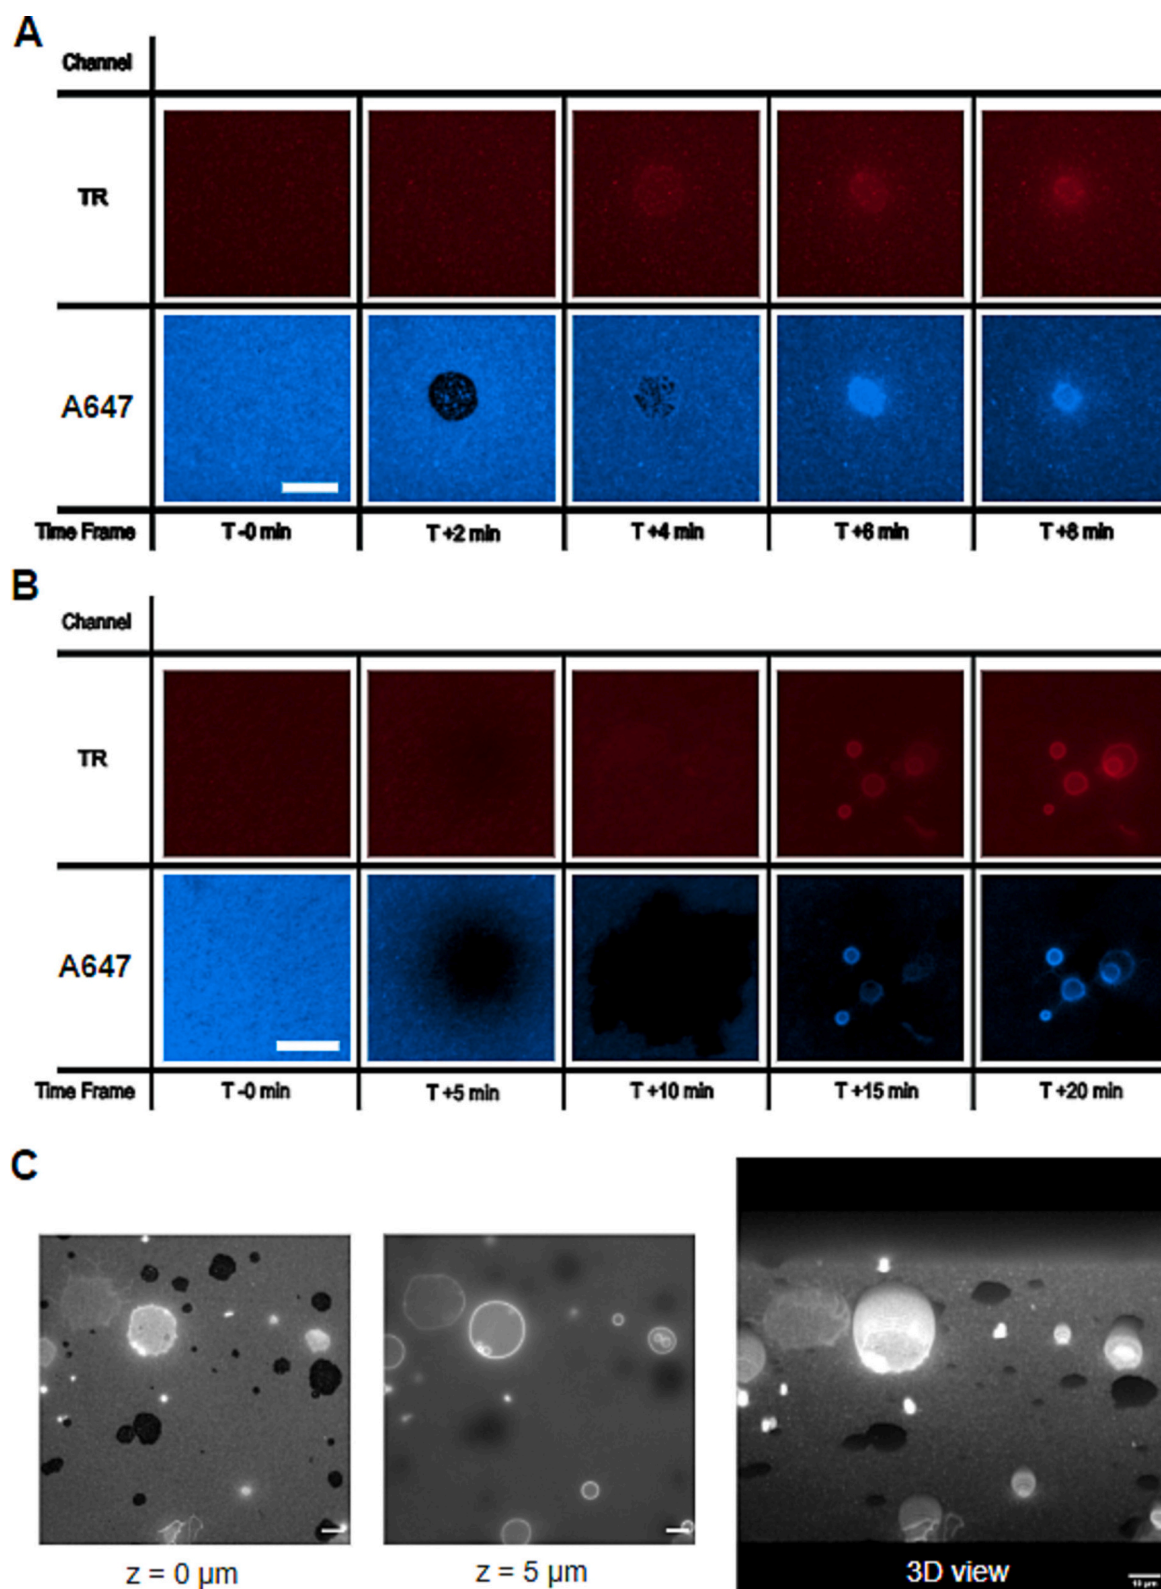 A
Channel
TR
A647
Time Frame T -0 min T +2 min T +4 min T +6 min T +8 min
B
Channel
TR
A647
Time Frame T -0 min T +5 min T +10 min T +15 min T +20 min
C
z = 0 µm z = 5 µm 3D view